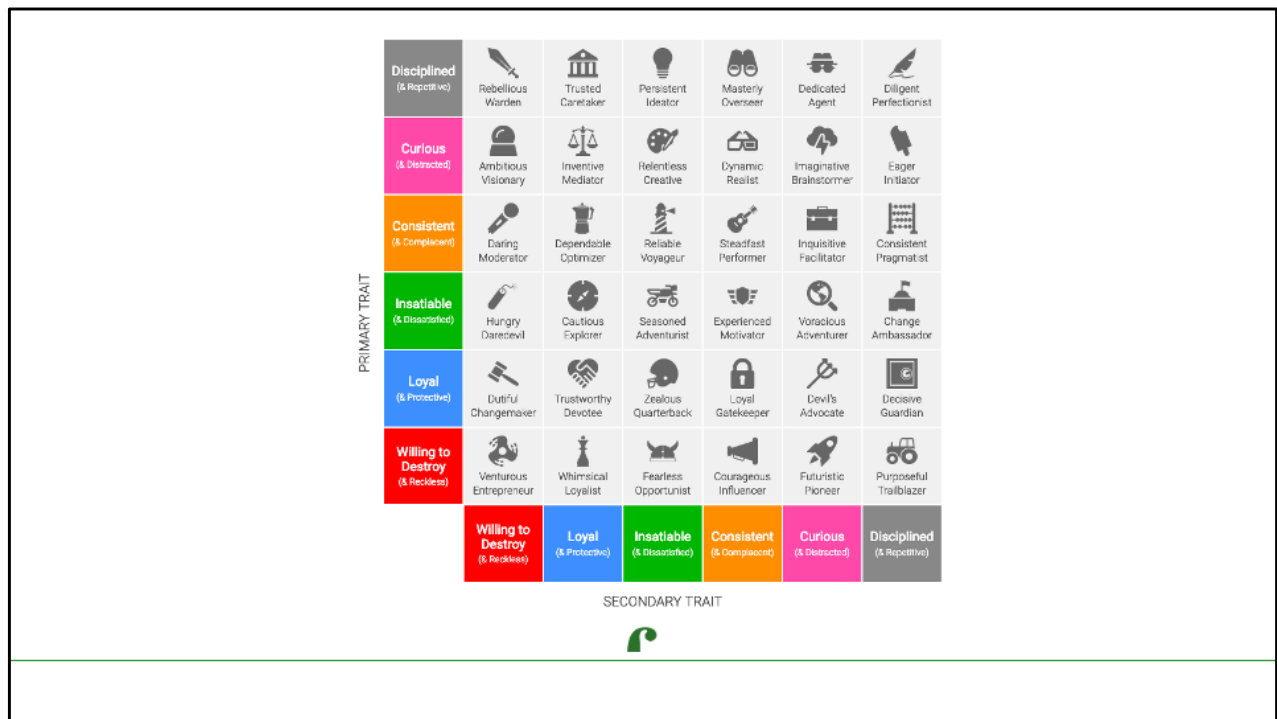 Disciplined
(& Repetitive)
Rebellious
Warden
Trusted
Caretaker
Persistent
Ideator
Masterly
Overseer
Dedicated
Agent
Diligent
Perfectionist
Curious
(& Distracted)
Ambitious
Visionary
Inventive
Mediator
Relentless
Creative
Dynamic
Realist
Imaginative
Brainstormer
Eager
Initiator
Consistent
(& Complacent)
Daring
Moderator
Dependable
Optimizer
Reliable
Voyageur
Steadfast
Performer
Inquisitive
Facilitator
Consistent
Pragmatist
PRIMARY TRAIT
Insatiable
(& Dissatisfied)
Hungry
Daredevil
Cautious
Explorer
Seasoned
Adventurist
Experienced
Motivator
Voracious
Adventurer
Change
Ambassador
Loyal
(& Protective)
Dutiful
Changemaker
Trustworthy
Devotee
Zealous
Quarterback
Loyal
Gatekeeper
Devil's
Advocate
Decisive
Guardian
Willing to
Destroy
(& Reckless)
Venturous
Entrepreneur
Whimsical
Loyalist
Fearless
Opportunist
Courageous
Influencer
Futuristic
Pioneer
Purposeful
Trailblazer
Willing to
Destroy
(& Reckless)
Loyal
(& Protective)
Insatiable
(& Dissatisfied)
Consistent
(& Complacent)
Curious
(& Distracted)
Disciplined
(& Repetitive)
SECONDARY TRAIT